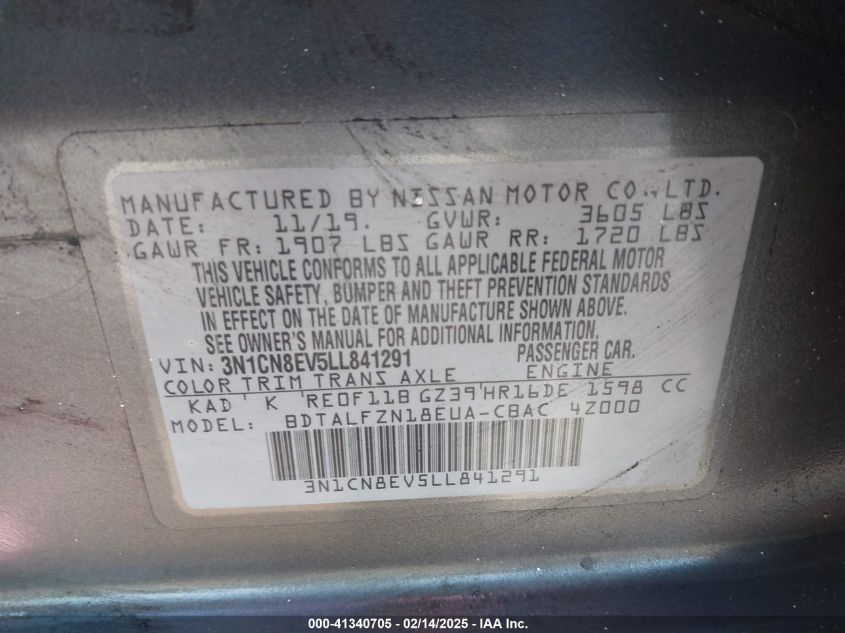 MANUFACTURED BY NISSAN MOTOR CO., LTD.
DATE: 11/19. GVWR: 3605 LBS
GAWR FR: 1907 LBS GAWR RR: 1720 LBS
THIS VEHICLE CONFORMS TO ALL APPLICABLE FEDERAL MOTOR
VEHICLE SAFETY, BUMPER AND THEFT PREVENTION STANDARDS
IN EFFECT ON THE DATE OF MANUFACTURE SHOWN ABOVE.
SEE OWNER'S MANUAL FOR ADDITIONAL INFORMATION.
VIN: 3N1CN8EV5LL841291 PASSENGER CAR.
COLOR TRIM TRANS AXLE ENGINE
KAD K RE0F11B GZ39 HR16DE 1598 CC
MODEL: BDTALFZN18EUA-CBAC 4Z000
3N1CN8EV5LL841291
000-41340705 - 02/14/2025 - IAAI.com, Inc.